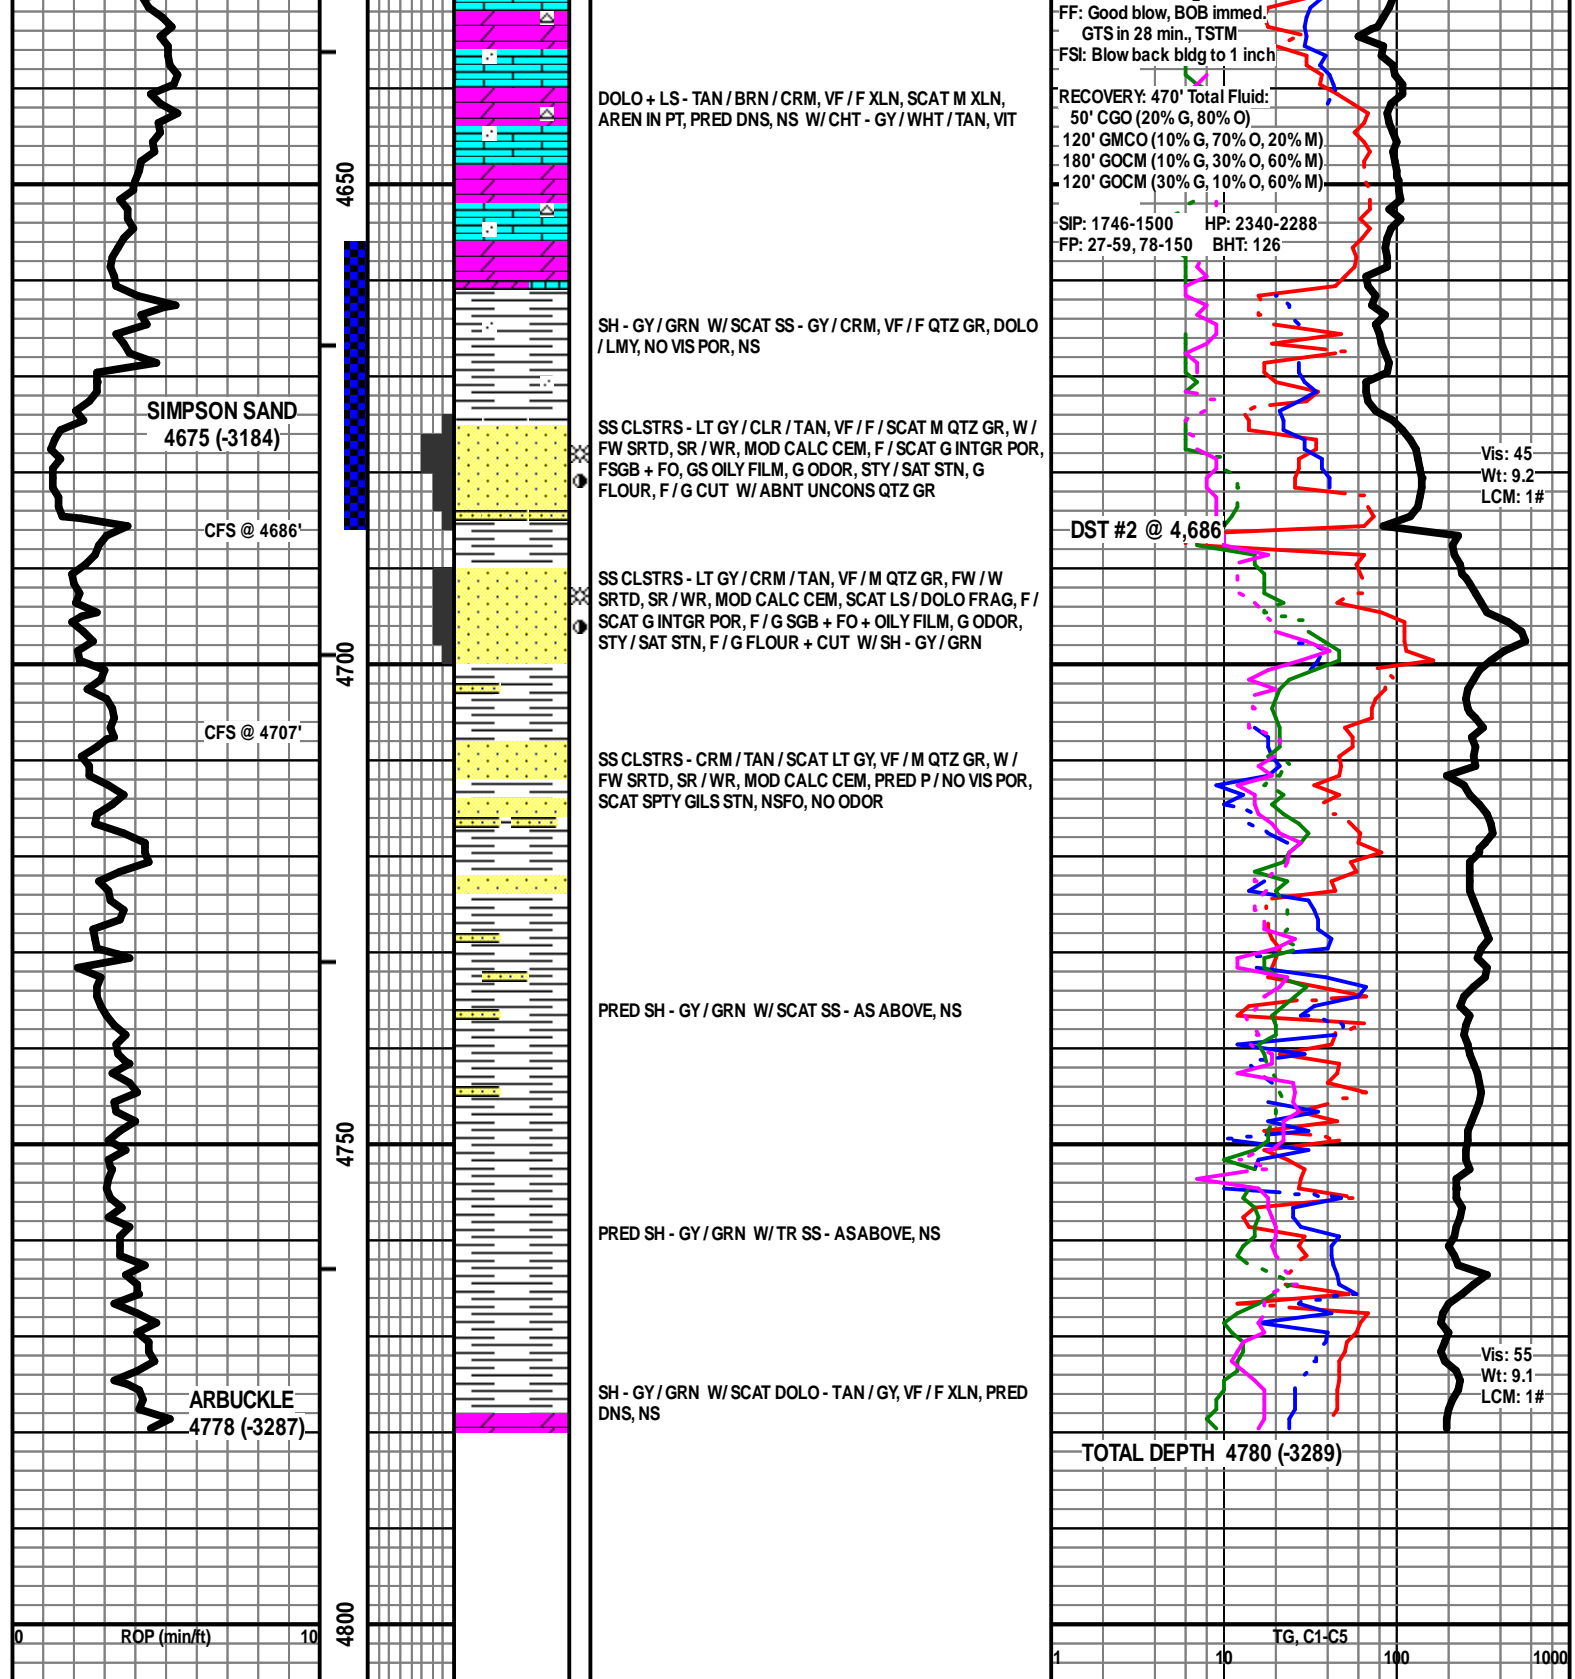 FF: Good blow, BOB immed.
GTS in 28 min., TSTM
FSI: Blow back bldg to 1 inch
RECOVERY: 470' Total Fluid:
50' CGO (20% G, 80% O)
120' GMCO (10% G, 70% O, 20% M)
180' GOCM (10% G, 30% O, 60% M)
120' GOCM (30% G, 10% O, 60% M)
SIP: 1746-1500 HP: 2340-2288
FP: 27-59, 78-150 BHT: 126
DOLO + LS - TAN / BRN / CRM, VF / F XLN, SCAT M XLN,
AREN IN PT, PRED DNS, NS W/ CHT - GY / WHT / TAN, VIT
4650
SH - GY / GRN W/ SCAT SS - GY / CRM, VF / F QTZ GR, DOLO
/ LMY, NO VIS POR, NS
SIMPSON SAND
4675 (-3184)
SS CLSTRS - LT GY / CLR / TAN, VF / F / SCAT M QTZ GR, W /
FW SRTD, SR / WR, MOD CALC CEM, F / SCAT G INTGR POR,
FSGB + FO, GS OILY FILM, G ODOR, STY / SAT STN, G
FLOUR, F / G CUT W/ ABNT UNCONS QTZ GR
Vis: 45
Wt: 9.2
LCM: 1#
CFS @ 4686'
DST #2 @ 4,686'
SS CLSTRS - LT GY / CRM / TAN, VF / M QTZ GR, FW / W
SRTD, SR / WR, MOD CALC CEM, SCAT LS / DOLO FRAG, F /
SCAT G INTGR POR, F / G SGB + FO + OILY FILM, G ODOR,
STY / SAT STN, F / G FLOUR + CUT W/ SH - GY / GRN
4700
CFS @ 4707'
SS CLSTRS - CRM / TAN / SCAT LT GY, VF / M QTZ GR, W /
FW SRTD, SR / WR, MOD CALC CEM, PRED P / NO VIS POR,
SCAT SPTY GILS STN, NSFO, NO ODOR
PRED SH - GY / GRN W/ SCAT SS - AS ABOVE, NS
4750
PRED SH - GY / GRN W/ TR SS - ASABOVE, NS
Vis: 55
Wt: 9.1
LCM: 1#
ARBUCKLE
4778 (-3287)
SH - GY / GRN W/ SCAT DOLO - TAN / GY, VF / F XLN, PRED
DNS, NS
TOTAL DEPTH 4780 (-3289)
4800
0 ROP (min/ft) 10
TG, C1-C5
1 10 100 1000